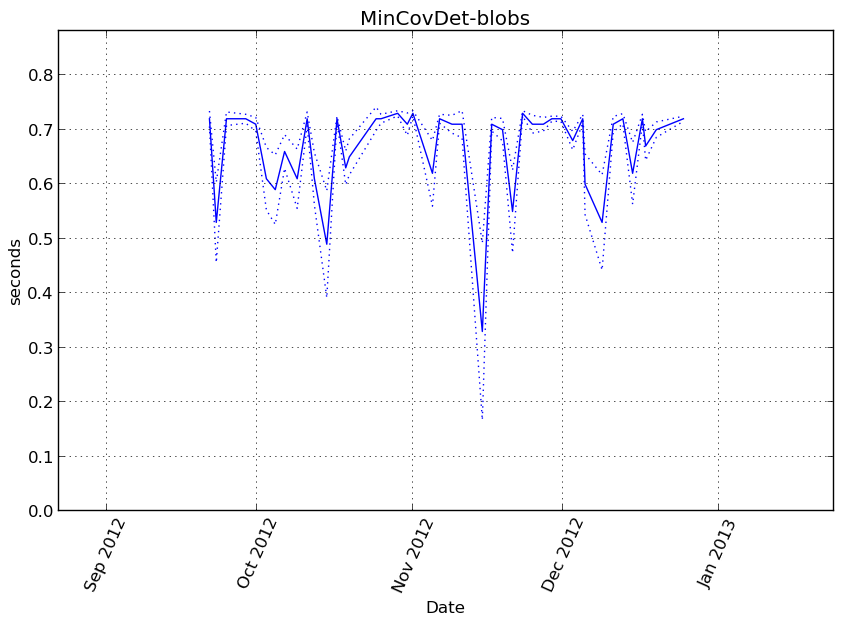 MinCovDet-blobs
0.8
0.7
0.6
0.5
0.4
0.3
0.2
0.1
0.0
seconds
Sep 2012
Oct 2012
Nov 2012
Dec 2012
Jan 2013
Date